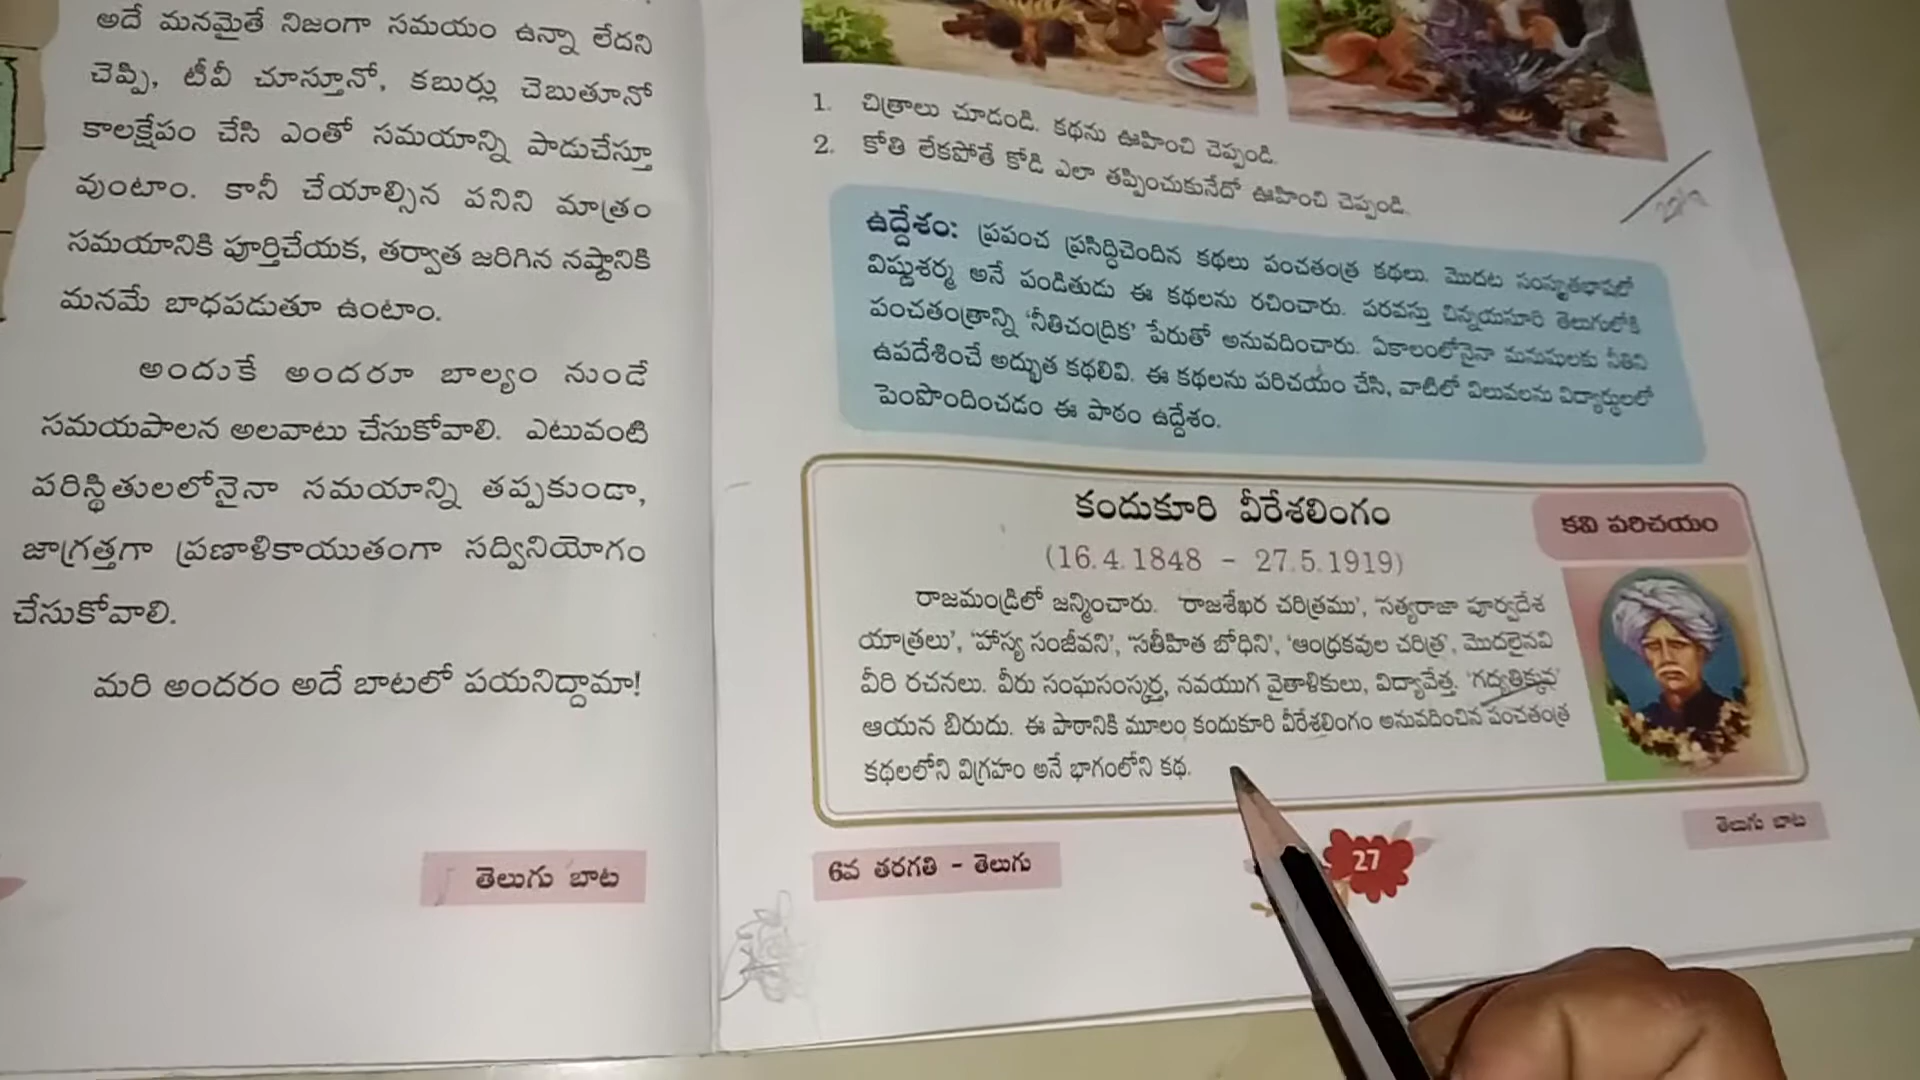 అదే మనమైతే నిజంగా సమయం ఉన్నా లేదని
చెప్పి, టీవీ చూస్తూనో, కబుర్లు చెబుతూనో
కాలక్షేపం చేసి ఎంతో సమయాన్ని పాడుచేస్తూ
వుంటాం. కానీ చేయాల్సిన పనిని మాత్రం
సమయానికి పూర్తిచేయక, తర్వాత జరిగిన నష్టానికి
మనమే బాధపడుతూ ఉంటాం.
అందుకే అందరూ బాల్యం నుండే
సమయపాలన అలవాటు చేసుకోవాలి. ఎటువంటి
పరిస్థితులలోనైనా సమయాన్ని తప్పకుండా,
జాగ్రత్తగా ప్రణాళికాయుతంగా సద్వినియోగం
చేసుకోవాలి.
మరి అందరం అదే బాటలో పయనిద్దామా!
తెలుగు బాట
1. చిత్రాలు చూడండి. కథను ఊహించి చెప్పండి.
2. కోతి లేకపోతే కోడి ఎలా తప్పించుకునేదో ఊహించి చెప్పండి.
ఉద్దేశం: ప్రపంచ ప్రసిద్ధిచెందిన కథలు పంచతంత్ర కథలు. మొదట సంస్కృతభాషలో
విష్ణుశర్మ అనే పండితుడు ఈ కథలను రచించారు. పరవస్తు చిన్నయసూరి తెలుగులోకి
పంచతంత్రాన్ని ‘నీతిచంద్రిక’ పేరుతో అనువదించారు. ఏకాలంలోనైనా మనుషులకు నీతిని
ఉపదేశించే అద్భుత కథలివి. ఈ కథలను పరిచయం చేసి, వాటిలో విలువలను విద్యార్థులలో
పెంపొందించడం ఈ పాఠం ఉద్దేశం.
కందుకూరి వీరేశలింగం
కవి పరిచయం
(16.4.1848 - 27.5.1919)
రాజమండ్రిలో జన్మించారు. ‘రాజశేఖర చరిత్రము’, ‘సత్యరాజా పూర్వదేశ
యాత్రలు’, ‘హాస్య సంజీవని’, ‘సతీహిత బోధిని’, ‘ఆంధ్రకవుల చరిత్ర’, మొదలైనవి
వీరి రచనలు. వీరు సంఘసంస్కర్త, నవయుగ వైతాళికులు, విద్యావేత్త. ‘గద్యతిక్కన’
ఆయన బిరుదు. ఈ పాఠానికి మూలం కందుకూరి వీరేశలింగం అనువదించిన పంచతంత్ర
కథలలోని విగ్రహం అనే భాగంలోని కథ.
6వ తరగతి - తెలుగు
27
తెలుగు బాట